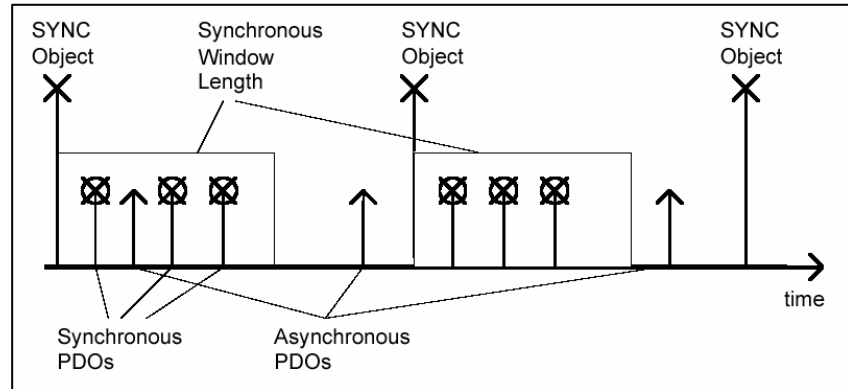 SYNC
Object
Synchronous
Window
Length
SYNC
Object
SYNC
Object
time
Synchronous
PDOs
Asynchronous
PDOs